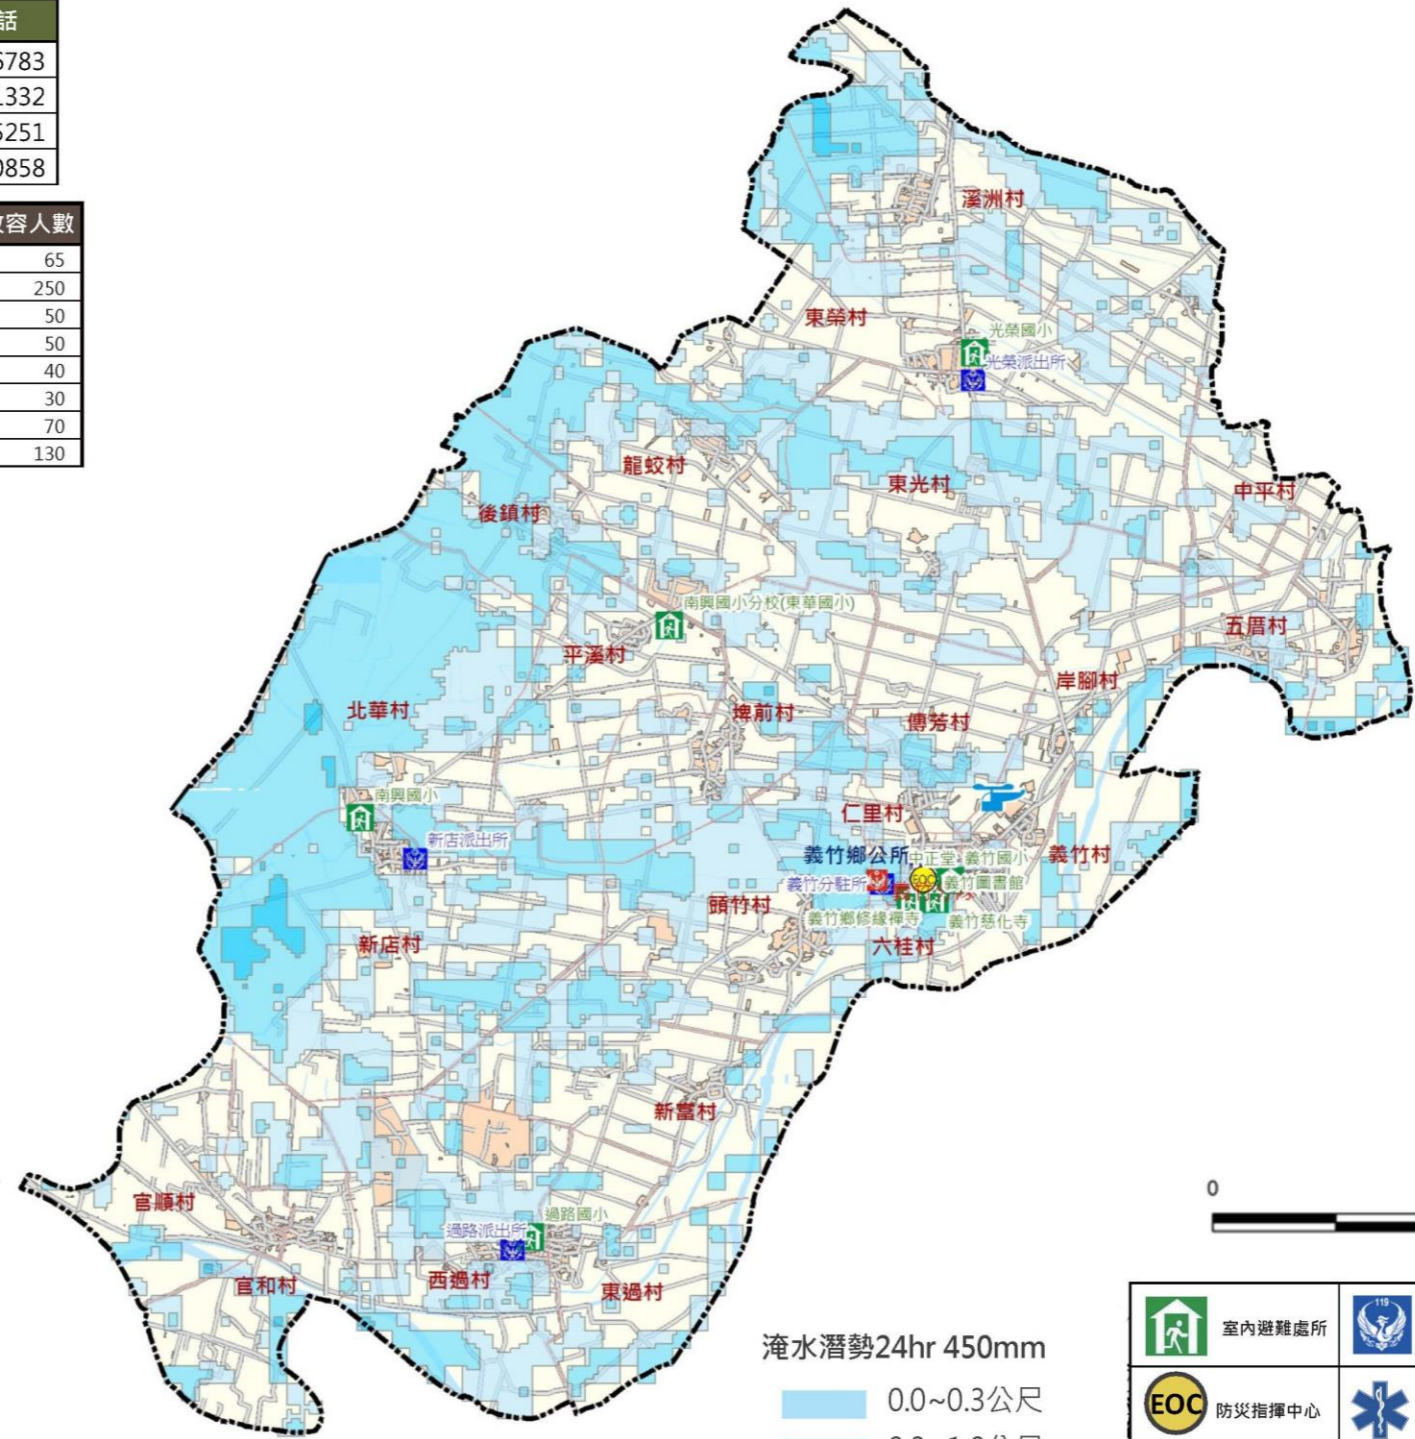 話
6783
1332
5251
0858
收容人數
65
250
50
50
40
30
70
130
溪洲村
東榮村
光榮國小
光榮派出所
龍蛟村
東光村
中平村
後鎮村
南興國小分校(東華國小)
五厝村
平溪村
岸腳村
北華村
埤前村
傳芳村
南興國小
仁里村
新店派出所
義竹鄉公所
中正堂
義竹國小
義竹村
EOC
義竹分駐所
義竹圖書館
頭竹村
義竹鄉修緣禪寺
義竹慈化寺
新店村
六桂村
新富村
官順村
0
過路國小
過路派出所
官和村
西過村
東過村
淹水潛勢24hr 450mm
0.0~0.3公尺
室內避難處所
119
EOC
防災指揮中心